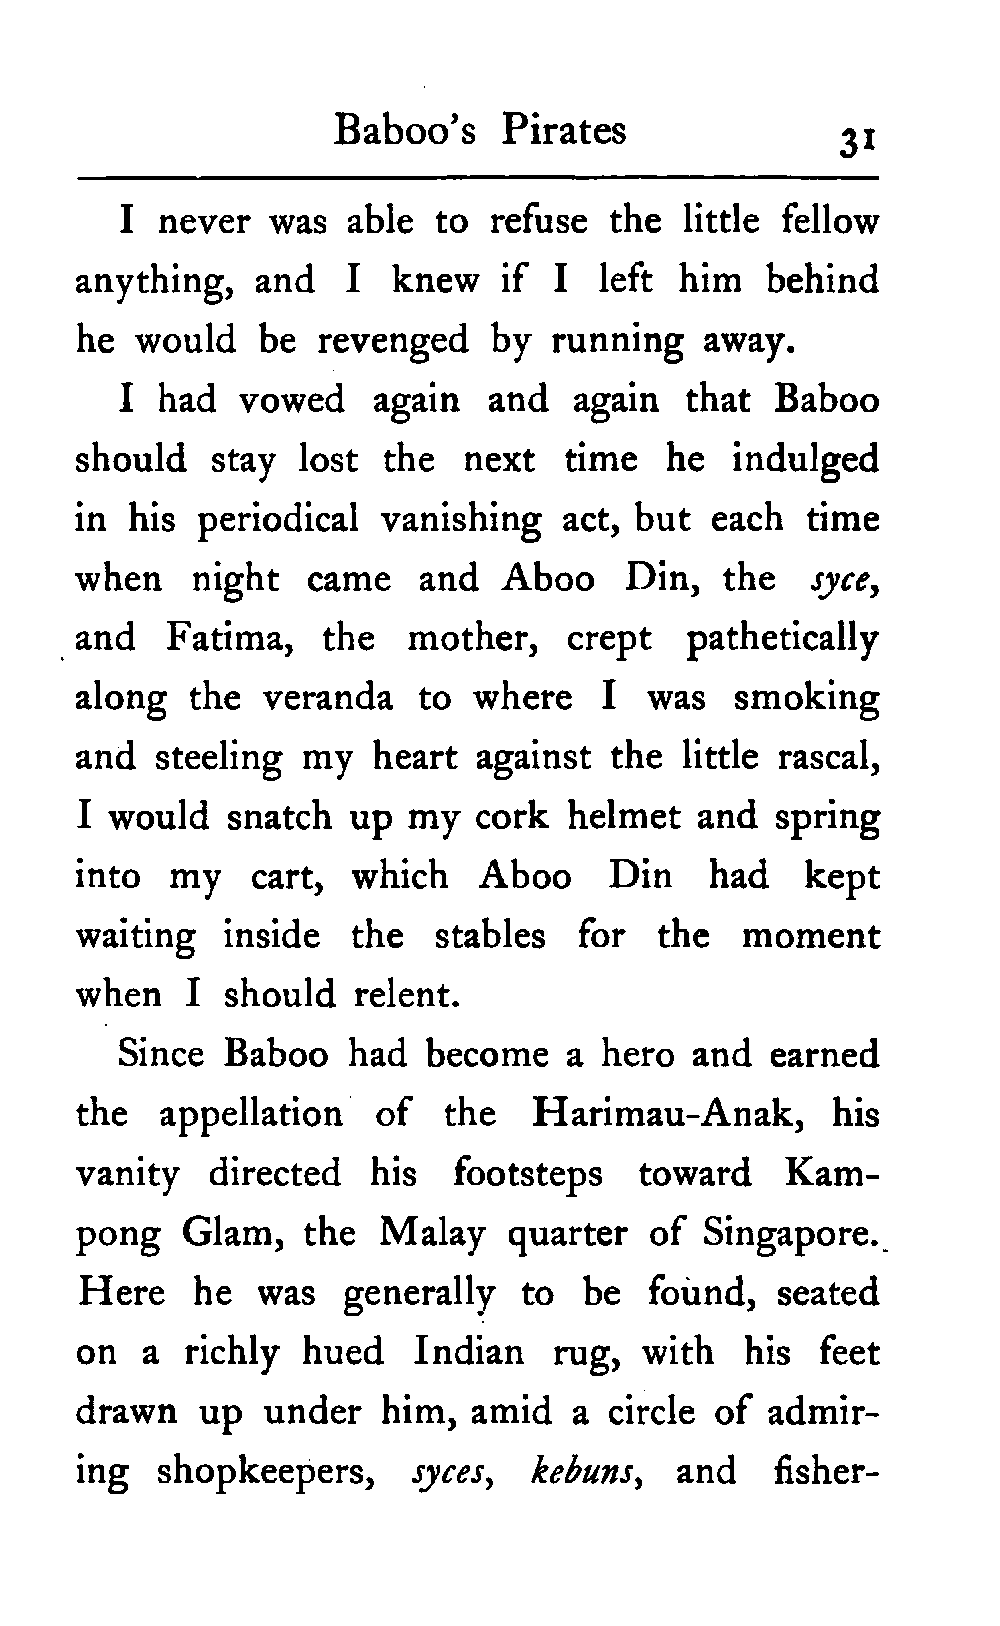 Baboo's Pirates 31
I never was able to refuse the little fellow
anything, and I knew if I left him behind
he would be revenged by running away.
I had vowed again and again that Baboo
should stay lost the next time he indulged
in his periodical vanishing act, but each time
when night came and Aboo Din, the syce,
and Fatima, the mother, crept pathetically
along the veranda to where I was smoking
and steeling my heart against the little rascal,
I would snatch up my cork helmet and spring
into my cart, which Aboo Din had kept
waiting inside the stables for the moment
when I should relent.
Since Baboo had become a hero and earned
the appellation of the Harimau-Anak, his
vanity directed his footsteps toward Kam-
pong Glam, the Malay quarter of Singapore.
Here he was generally to be found, seated
on a richly hued Indian rug, with his feet
drawn up under him, amid a circle of admir-
ing shopkeepers, syces, kebuns, and fisher-